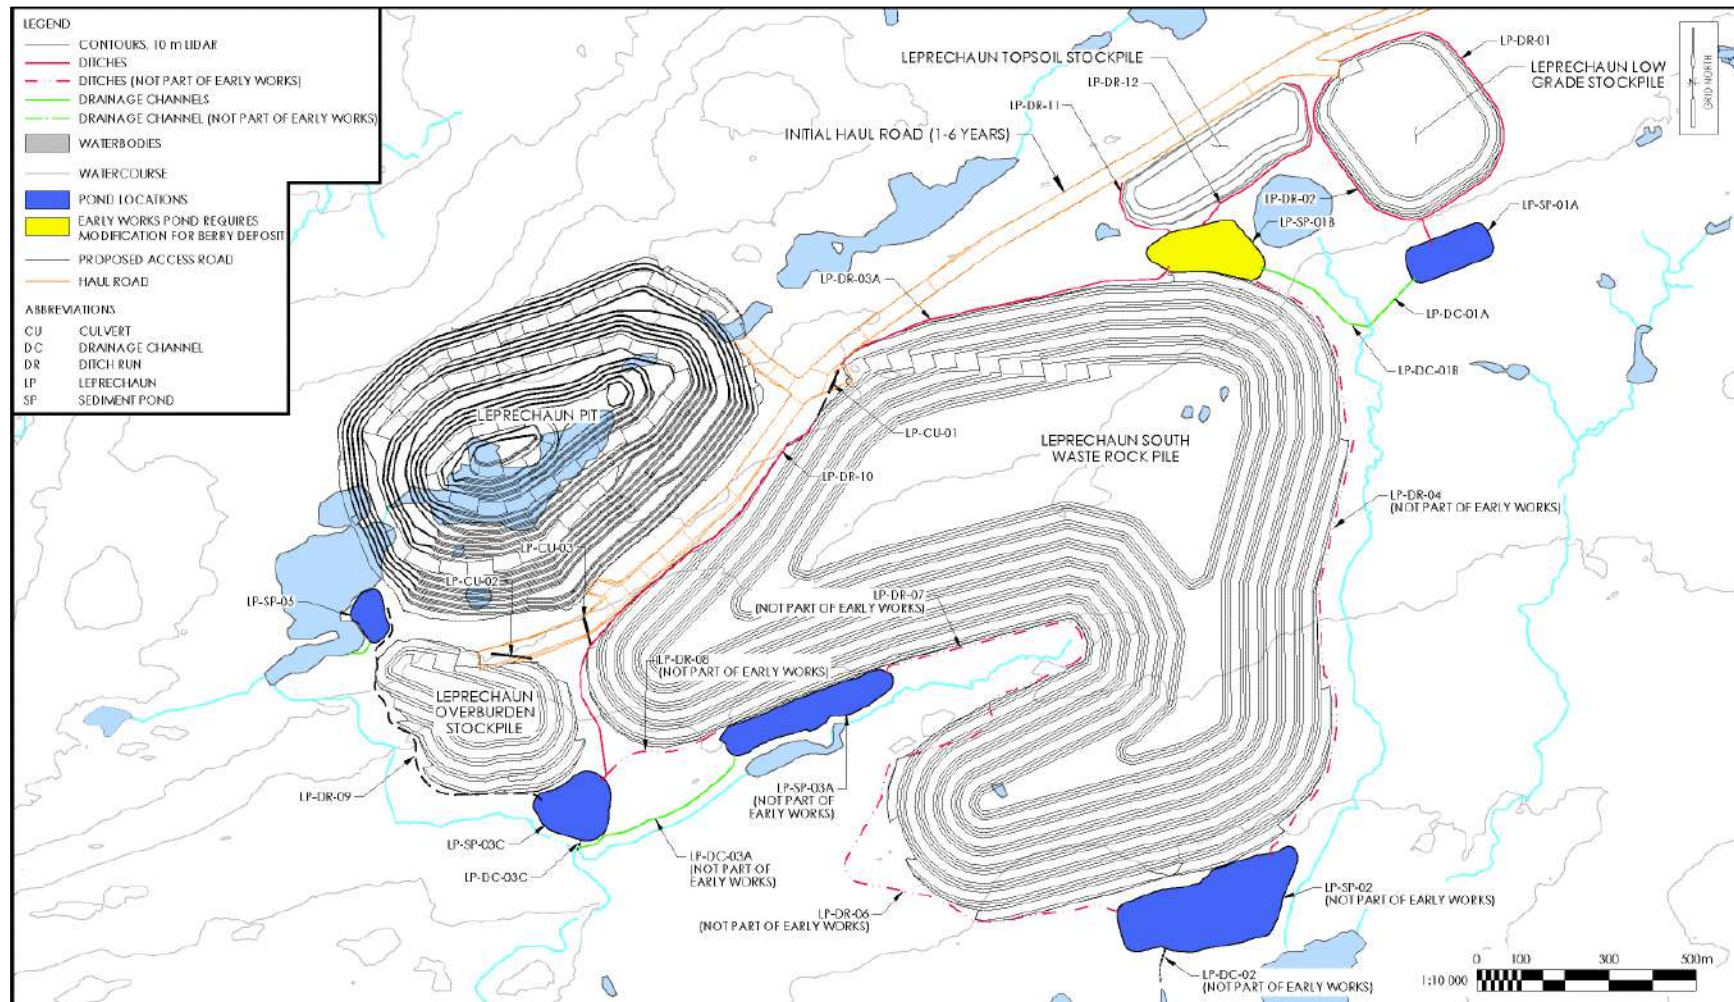 LEGEND
CONTOURS, 10 m LIDAR
DITCHES
DITCHES (NOT PART OF EARLY WORKS)
DRAINAGE CHANNELS
DRAINAGE CHANNEL (NOT PART OF EARLY WORKS)
WATERBODIES
WATERCOURSE
POND LOCATIONS
EARLY WORKS POND REQUIRES
MODIFICATION FOR BERRY DEPOSIT
PROPOSED ACCESS ROAD
HAUL ROAD
ABBREVIATIONS
CU CULVERT
DC DRAINAGE CHANNEL
DR DITCH RUN
LP LEPRECHAUN
SP SEDIMENT POND
LEPRECHAUN TOPSOIL STOCKPILE
LP-DR-12
LP-DR-11
INITIAL HAUL ROAD (1-6 YEARS)
LP-DR-01
LEPRECHAUN LOW
GRADE STOCKPILE
GRID NORTH
LP-DR-02
LP-SP-01B
LP-SP-01A
LP-DR-03A
LP-DC-01A
LP-DC-01B
LEPRECHAUN PIT
LP-CU-01
LEPRECHAUN SOUTH
WASTE ROCK PILE
LP-DR-10
LP-DR-04
(NOT PART OF EARLY WORKS)
LP-CU-03
LP-CU-02
LP-SP-05
LP-DR-07
(NOT PART OF EARLY WORKS)
LP-DR-08
(NOT PART OF EARLY WORKS)
LEPRECHAUN
OVERBURDEN
STOCKPILE
LP-DR-09
LP-SP-03A
(NOT PART OF
EARLY WORKS)
LP-SP-03C
LP-DC-03C
LP-DC-03A
(NOT PART OF
EARLY WORKS)
LP-DR-06
(NOT PART OF EARLY WORKS)
LP-SP-02
(NOT PART OF EARLY WORKS)
LP-DC-02
(NOT PART OF EARLY WORKS)
0 100 300 500m
1:10 000